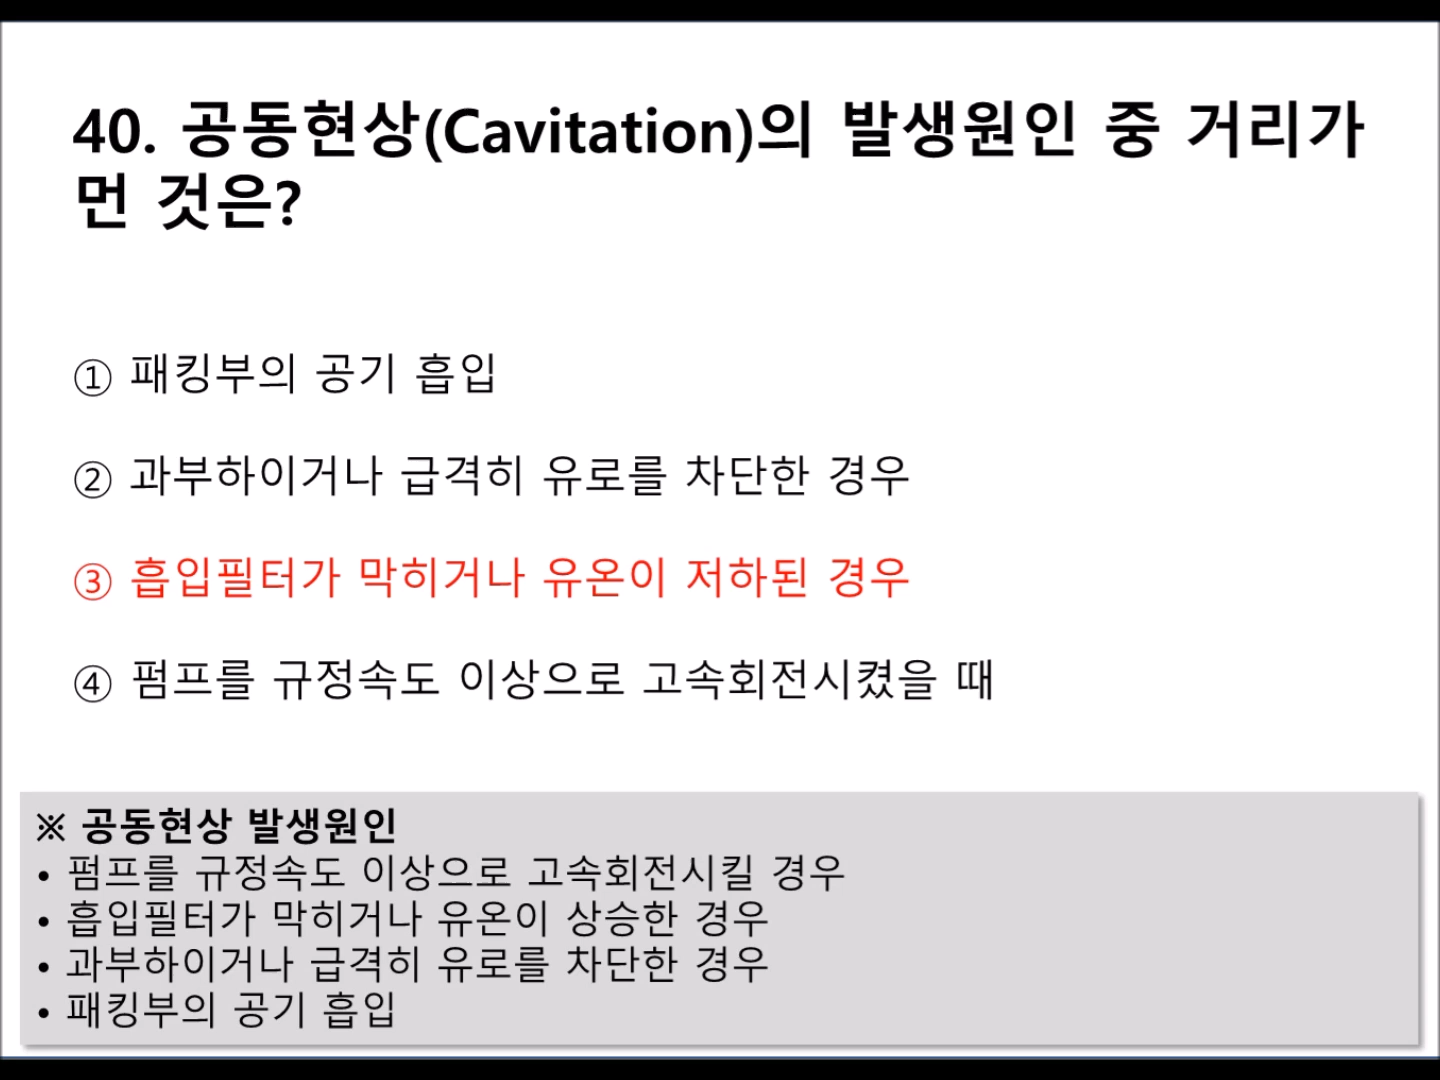 40. 공동현상(Cavitation)의 발생원인 중 거리가
먼 것은?
① 패킹부의 공기 흡입
② 과부하이거나 급격히 유로를 차단한 경우
③ 흡입필터가 막히거나 유온이 저하된 경우
④ 펌프를 규정속도 이상으로 고속회전시켰을 때
※ 공동현상 발생원인
• 펌프를 규정속도 이상으로 고속회전시킬 경우
• 흡입필터가 막히거나 유온이 상승한 경우
• 과부하이거나 급격히 유로를 차단한 경우
• 패킹부의 공기 흡입